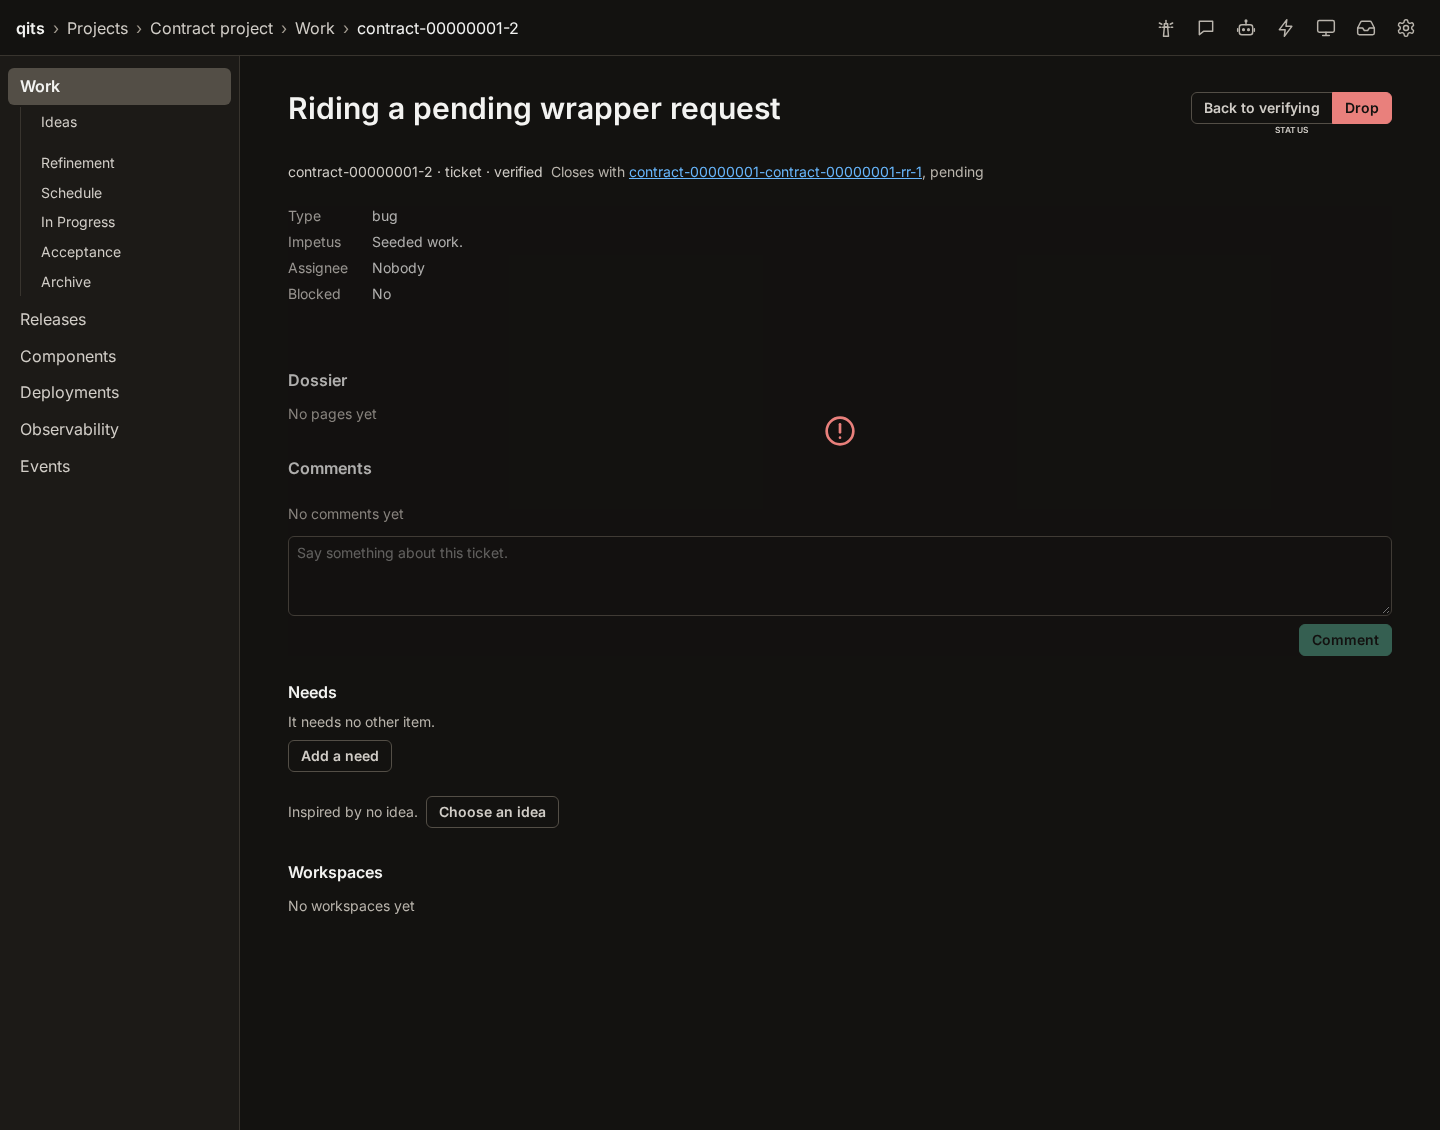 qits › Projects › Contract project › Work › contract-00000001-2
Work
Ideas
Refinement
Schedule
In Progress
Acceptance
Archive
Releases
Components
Deployments
Observability
Events
Riding a pending wrapper request
Back to verifying
Drop
STATUS
contract-00000001-2 · ticket · verified Closes with contract-00000001-contract-00000001-rr-1, pending
Type bug
Impetus Seeded work.
Assignee Nobody
Blocked No
Dossier
No pages yet
Comments
No comments yet
Say something about this ticket.
Comment
Needs
It needs no other item.
Add a need
Inspired by no idea. Choose an idea
Workspaces
No workspaces yet